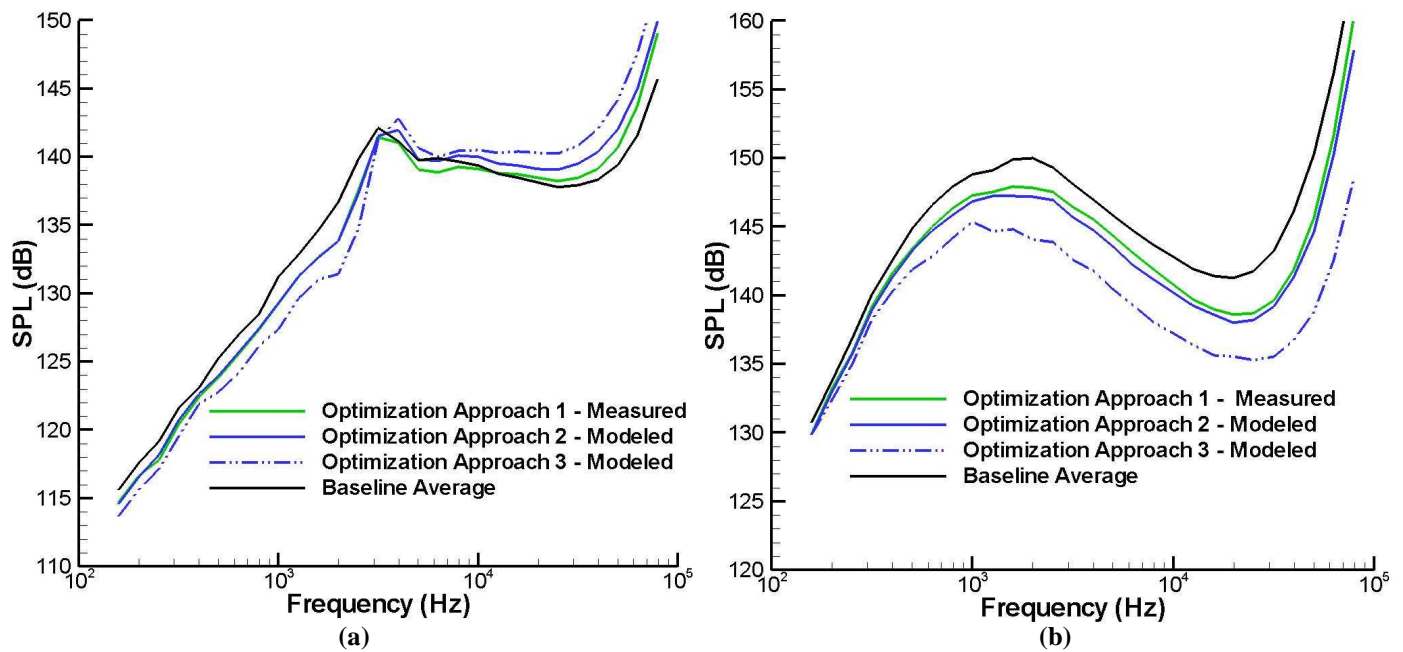 150
145
140
135
130
125
120
115
110
SPL (dB)
10²
10³
10⁴
10⁵
Frequency (Hz)
Optimization Approach 1 - Measured
Optimization Approach 2 - Modeled
Optimization Approach 3 - Modeled
Baseline Average
(a)
160
155
150
145
140
135
130
125
120
SPL (dB)
10²
10³
10⁴
10⁵
Frequency (Hz)
Optimization Approach 1 - Measured
Optimization Approach 2 - Modeled
Optimization Approach 3 - Modeled
Baseline Average
(b)